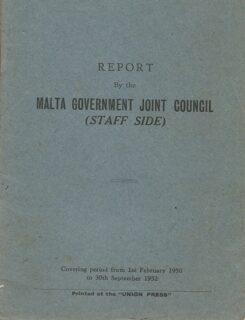 REPORT
By the
MALTA GOVERNMENT JOINT COUNCIL
(STAFF SIDE)
Covering period from 1st February 1950
to 30th September 1952
Printed at the "UNION PRESS"